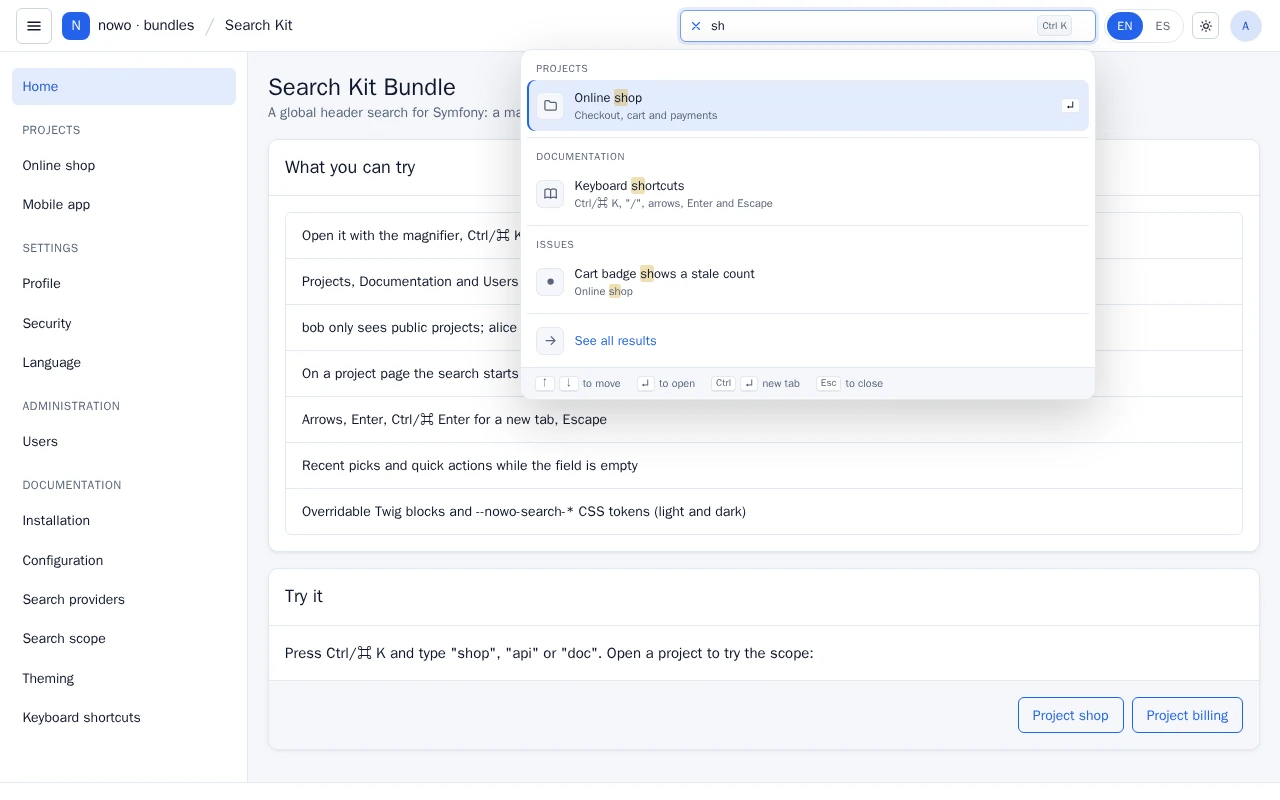 N nowo · bundles / Search Kit
sh Ctrl K
EN ES
A
Home
PROJECTS
Online shop
Mobile app
SETTINGS
Profile
Security
Language
ADMINISTRATION
Users
DOCUMENTATION
Installation
Configuration
Search providers
Search scope
Theming
Keyboard shortcuts
Search Kit Bundle
A global header search for Symfony: a
What you can try
Open it with the magnifier, Ctrl/⌘ K
Projects, Documentation and Users
bob only sees public projects; alice
On a project page the search starts
Arrows, Enter, Ctrl/⌘ Enter for a new tab, Escape
Recent picks and quick actions while the field is empty
Overridable Twig blocks and --nowo-search-* CSS tokens (light and dark)
PROJECTS
Online shop
Checkout, cart and payments
↵
DOCUMENTATION
Keyboard shortcuts
Ctrl/⌘ K, "/", arrows, Enter and Escape
ISSUES
Cart badge shows a stale count
Online shop
See all results
↑ ↓ to move ↵ to open Ctrl ↵ new tab Esc to close
Try it
Press Ctrl/⌘ K and type "shop", "api" or "doc". Open a project to try the scope:
Project shop
Project billing